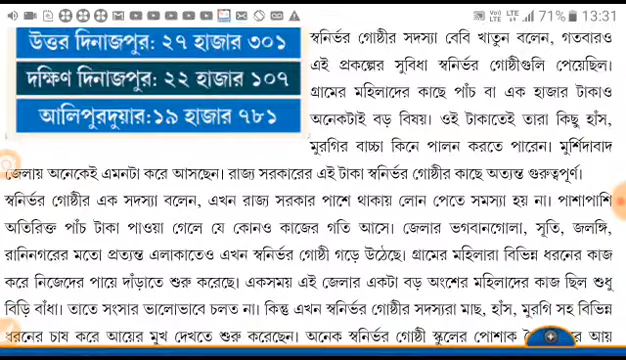 13:31
71%
উত্তর দিনাজপুর: ২৭ হাজার ৩০১
দক্ষিণ দিনাজপুর: ২২ হাজার ১০৭
আলিপুরদুয়ার:১৯ হাজার ৭৮১
স্বনির্ভর গোষ্ঠীর সদস্যা বেবি খাতুন বলেন, গতবারও
এই প্রকল্পের সুবিধা স্বনির্ভর গোষ্ঠীগুলি পেয়েছিল।
গ্রামের মহিলাদের কাছে পাঁচ বা এক হাজার টাকাও
অনেকটাই বড় বিষয়। ওই টাকাতেই তারা কিছু হাঁস,
মুরগির বাচ্চা কিনে পালন করতে পারেন। মুর্শিদাবাদ
জেলায় অনেকেই এমনটা করে আসছেন। রাজ্য সরকারের এই টাকা স্বনির্ভর গোষ্ঠীর কাছে অত্যন্ত গুরুত্বপূর্ণ।
স্বনির্ভর গোষ্ঠীর এক সদস্যা বলেন, এখন রাজ্য সরকার পাশে থাকায় লোন পেতে সমস্যা হয় না। পাশাপাশি
অতিরিক্ত পাঁচ টাকা পাওয়া গেলে যে কোনও কাজের গতি আসে। জেলার ভগবানগোলা, সূতি, জলঙ্গি,
রানিনগরের মতো প্রত্যন্ত এলাকাতেও এখন স্বনির্ভর গোষ্ঠী গড়ে উঠেছে। গ্রামের মহিলারা বিভিন্ন ধরনের কাজ
করে নিজেদের পায়ে দাঁড়াতে শুরু করেছে। একসময় এই জেলার একটা বড় অংশের মহিলাদের কাজ ছিল শুধু
বিড়ি বাঁধা। তাতে সংসার ভালোভাবে চলত না। কিন্তু এখন স্বনির্ভর গোষ্ঠীর সদস্যরা মাছ, হাঁস, মুরগি সহ বিভিন্ন
ধরনের চাষ করে আয়ের মুখ দেখতে শুরু করেছেন। অনেক স্বনির্ভর গোষ্ঠী স্কুলের পোশাক আয়